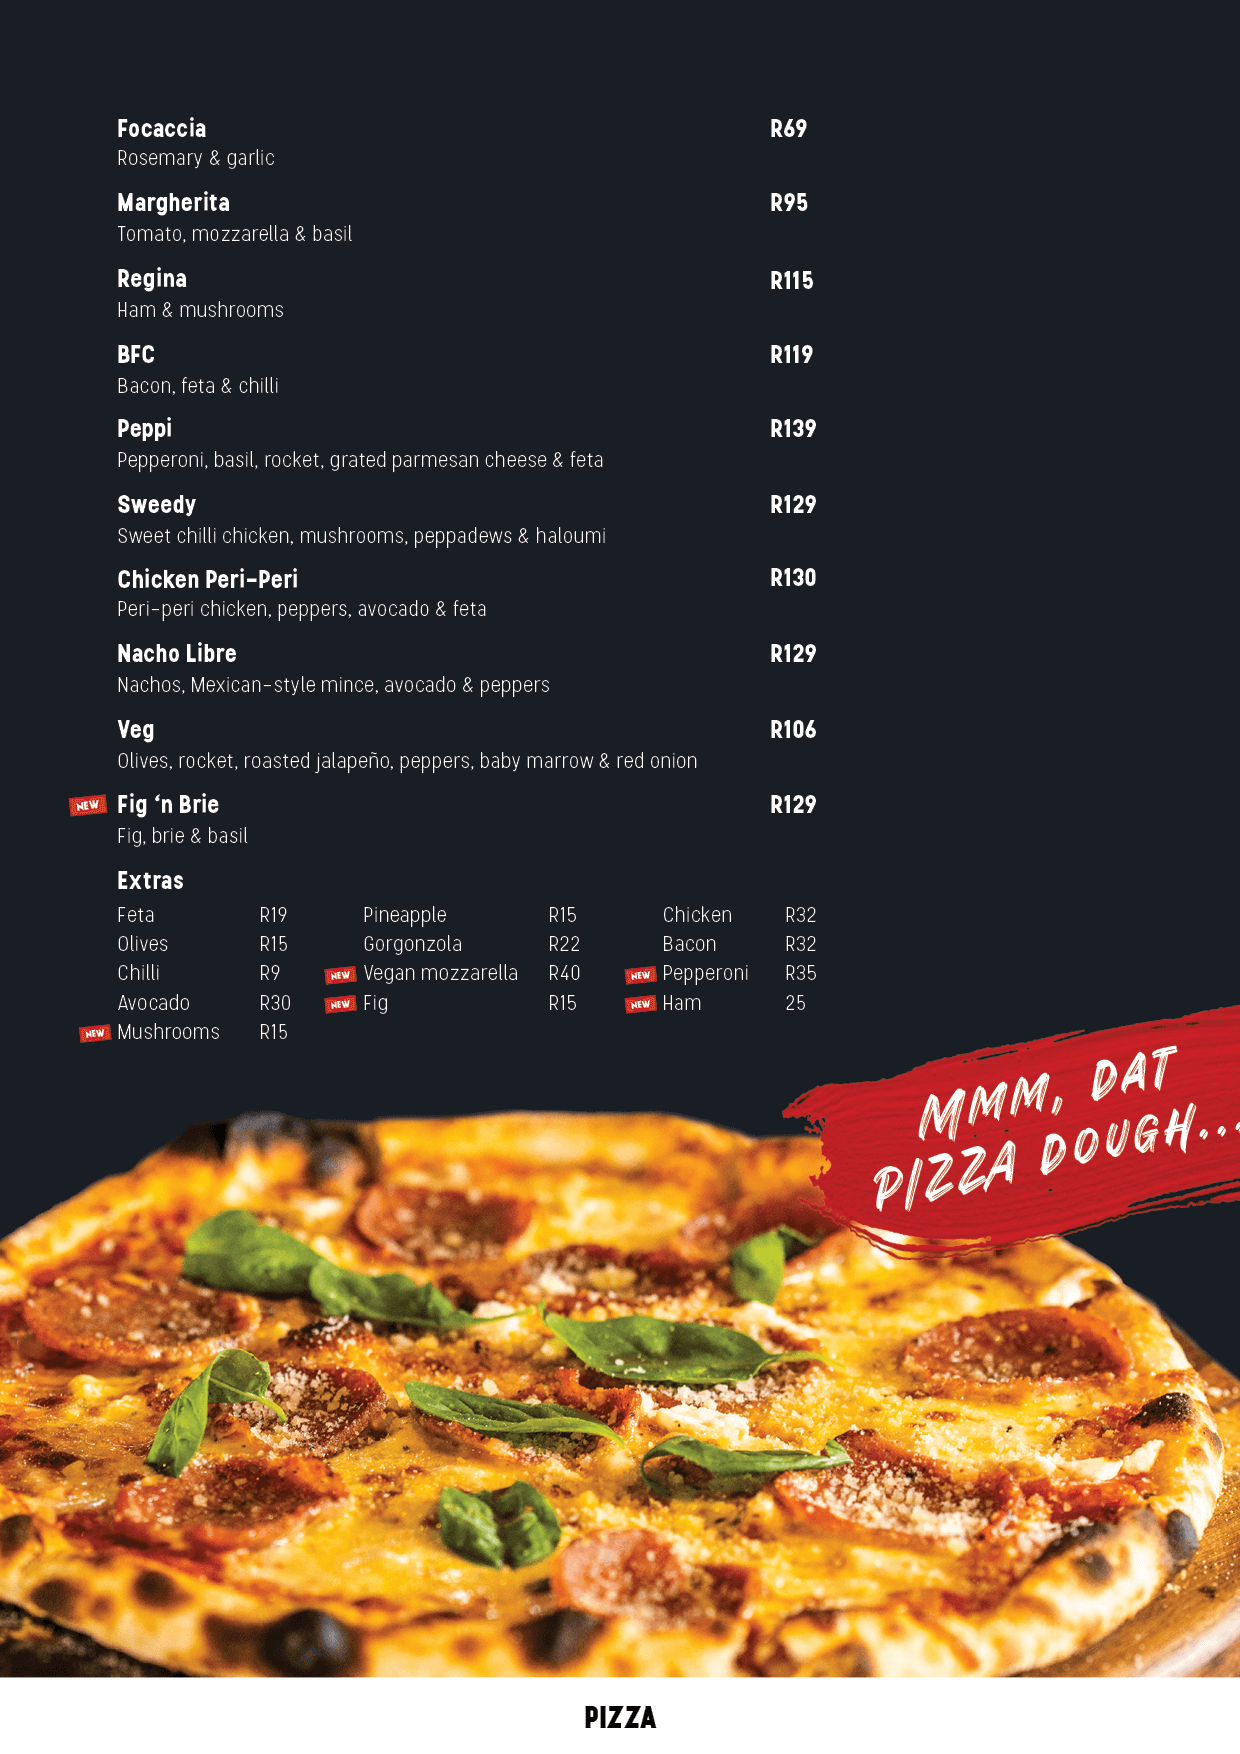 Focaccia R69
Rosemary & garlic
Margherita R95
Tomato, mozzarella & basil
Regina R115
Ham & mushrooms
BFC R119
Bacon, feta & chilli
Peppi R139
Pepperoni, basil, rocket, grated parmesan cheese & feta
Sweedy R129
Sweet chilli chicken, mushrooms, peppadews & haloumi
Chicken Peri-Peri R130
Peri-peri chicken, peppers, avocado & feta
Nacho Libre R129
Nachos, Mexican-style mince, avocado & peppers
Veg R106
Olives, rocket, roasted jalapeño, peppers, baby marrow & red onion
NEW Fig ‘n Brie R129
Fig, brie & basil
Extras
Feta R19 Pineapple R15 Chicken R32
Olives R15 Gorgonzola R22 Bacon R32
Chilli R9 NEW Vegan mozzarella R40 NEW Pepperoni R35
Avocado R30 NEW Fig R15 NEW Ham 25
NEW Mushrooms R15
MMM, DAT
PIZZA DOUGH...
PIZZA